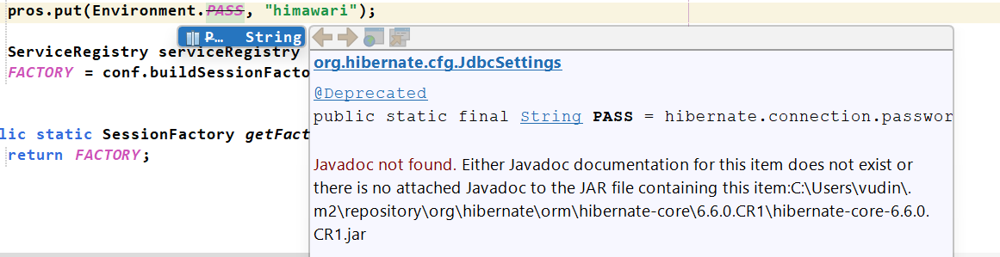 pros.put(Environment.PASS, "himawari");
P... String
ServiceRegistry serviceRegistry
FACTORY = conf.buildSessionFacto
lic static SessionFactory getFact
return FACTORY;
org.hibernate.cfg.JdbcSettings
@Deprecated
public static final String PASS = hibernate.connection.passwor
Javadoc not found. Either Javadoc documentation for this item does not exist or
there is no attached Javadoc to the JAR file containing this item:C:\Users\vudin\.
m2\repository\org\hibernate\orm\hibernate-core\6.6.0.CR1\hibernate-core-6.6.0.
CR1.jar